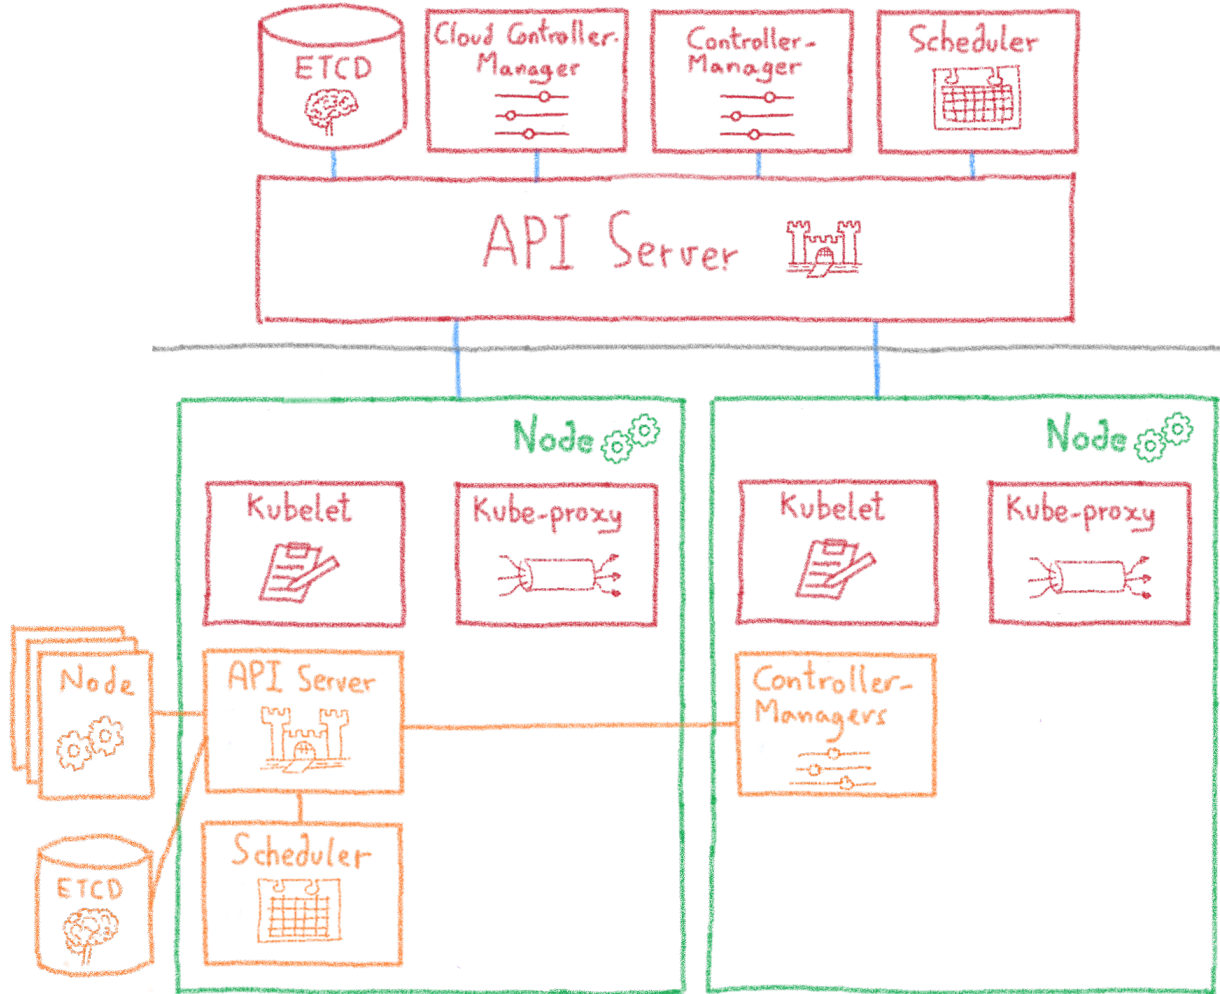 ETCD
Cloud Controller-
Manager
Controller-
Manager
Scheduler
API Server
Node
Node
Kubelet
Kube-proxy
Kubelet
Kube-proxy
Node
API Server
Controller-
Managers
ETCD
Scheduler